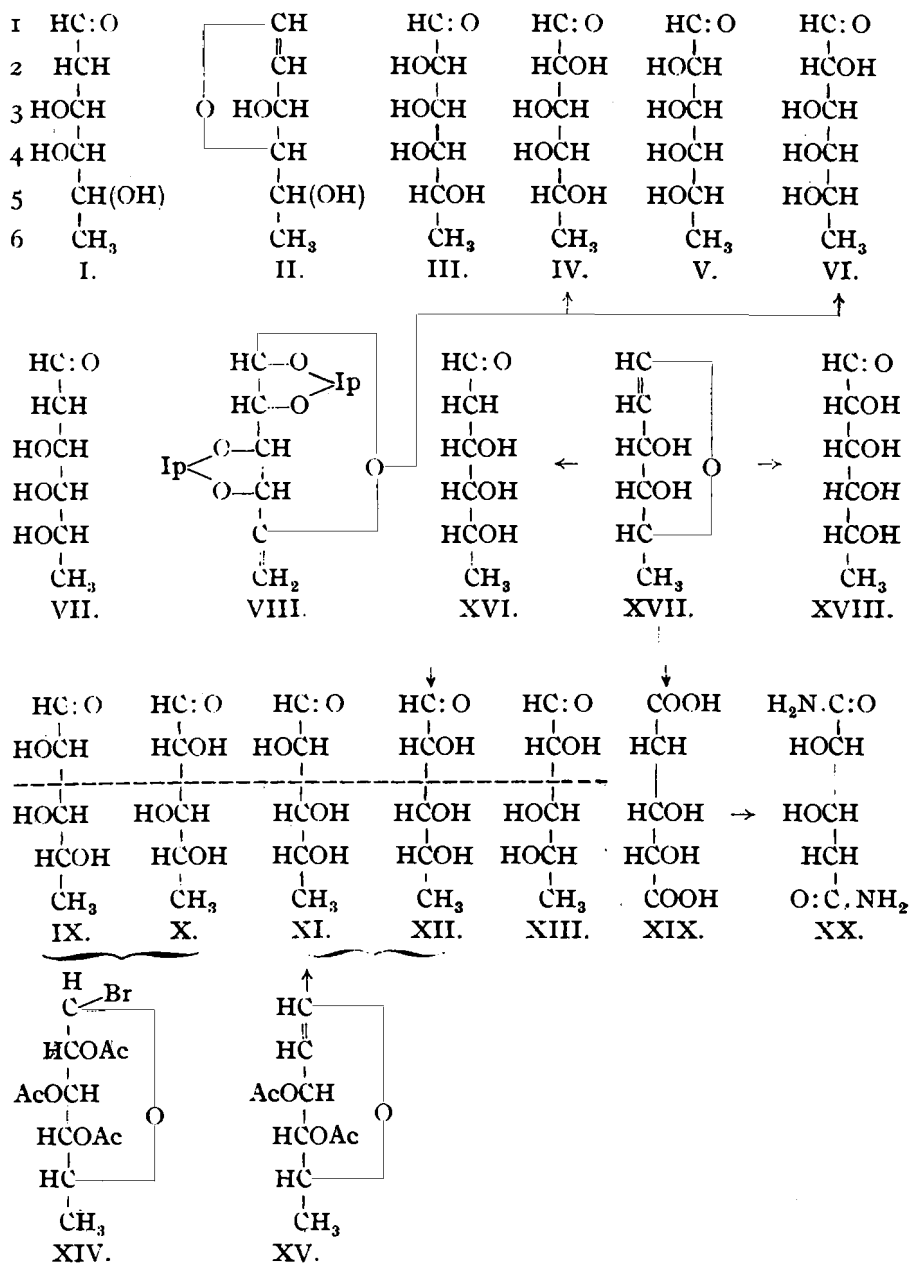 1 HC:O CH HC:O HC:O HC:O HC:O
2 HCH CH HOCH HCOH HOCH HCOH
3 HOCH O HOCH HOCH HOCH HOCH HOCH
4 HOCH CH HOCH HOCH HOCH HOCH
5 CH(OH) CH(OH) HCOH HCOH HOCH HOCH
6 CH₃ CH₃ CH₃ CH₃ CH₃ CH₃
I. II. III. IV. V. VI.
HC:O HC—O HC:O HC HC:O
Ip
HCH HC—O HCH HC HCOH
HOCH O—CH HCOH HCOH HCOH
Ip O ← O →
HOCH O—CH HCOH HCOH HCOH
HOCH C HCOH HC HCOH
CH₃ CH₂ CH₃ CH₃ CH₃
VII. VIII. XVI. XVII. XVIII.
HC:O HC:O HC:O HC:O HC:O COOH H₂N.C:O
HOCH HCOH HOCH HCOH HCOH HCH HOCH
HOCH HOCH HCOH HCOH HOCH HCOH → HOCH
HCOH HCOH HCOH HCOH HOCH HCOH HCH
CH₃ CH₃ CH₃ CH₃ CH₃ COOH O:C.NH₂
IX. X. XI. XII. XIII. XIX. XX.
H
C—Br HC
HCOAc HC
AcOCH AcOCH
O O
HCOAc HCOAc
HC HC
CH₃ CH₃
XIV. XV.